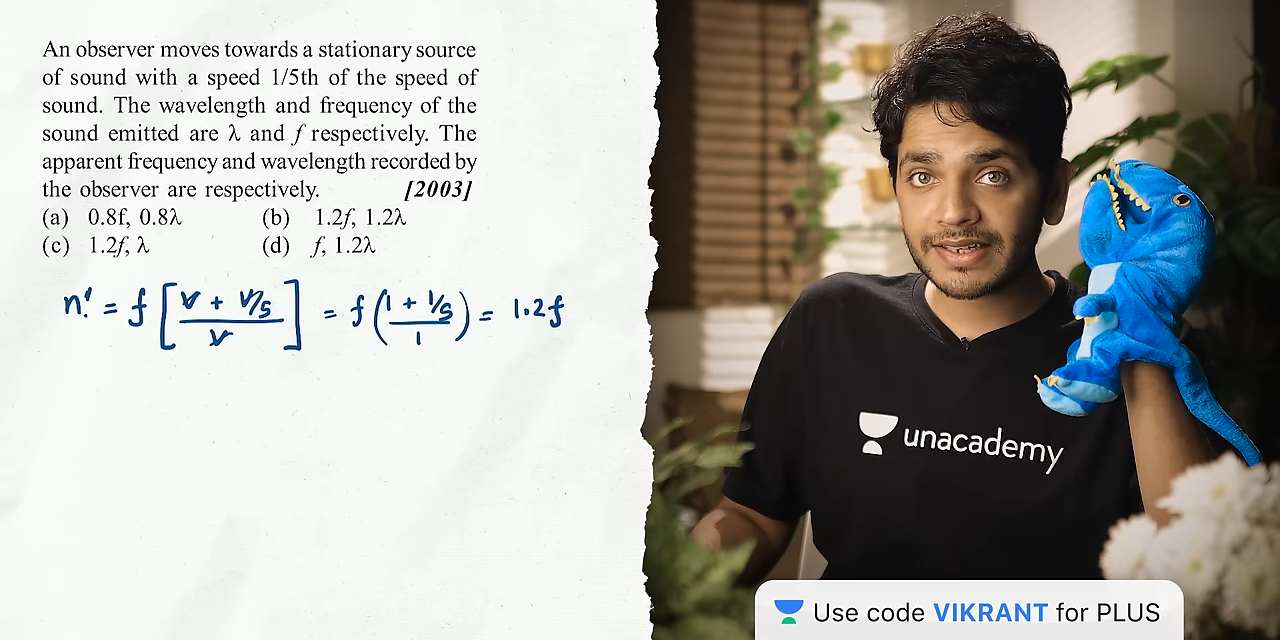 An observer moves towards a stationary source
of sound with a speed 1/5th of the speed of
sound. The wavelength and frequency of the
sound emitted are λ and f respectively. The
apparent frequency and wavelength recorded by
the observer are respectively. [2003]
(a) 0.8f, 0.8λ (b) 1.2f, 1.2λ
(c) 1.2f, λ (d) f, 1.2λ
n' = f [v + v/5 / v] = f (1 + 1/5 / 1) = 1.2f
unacademy
Use code VIKRANT for PLUS